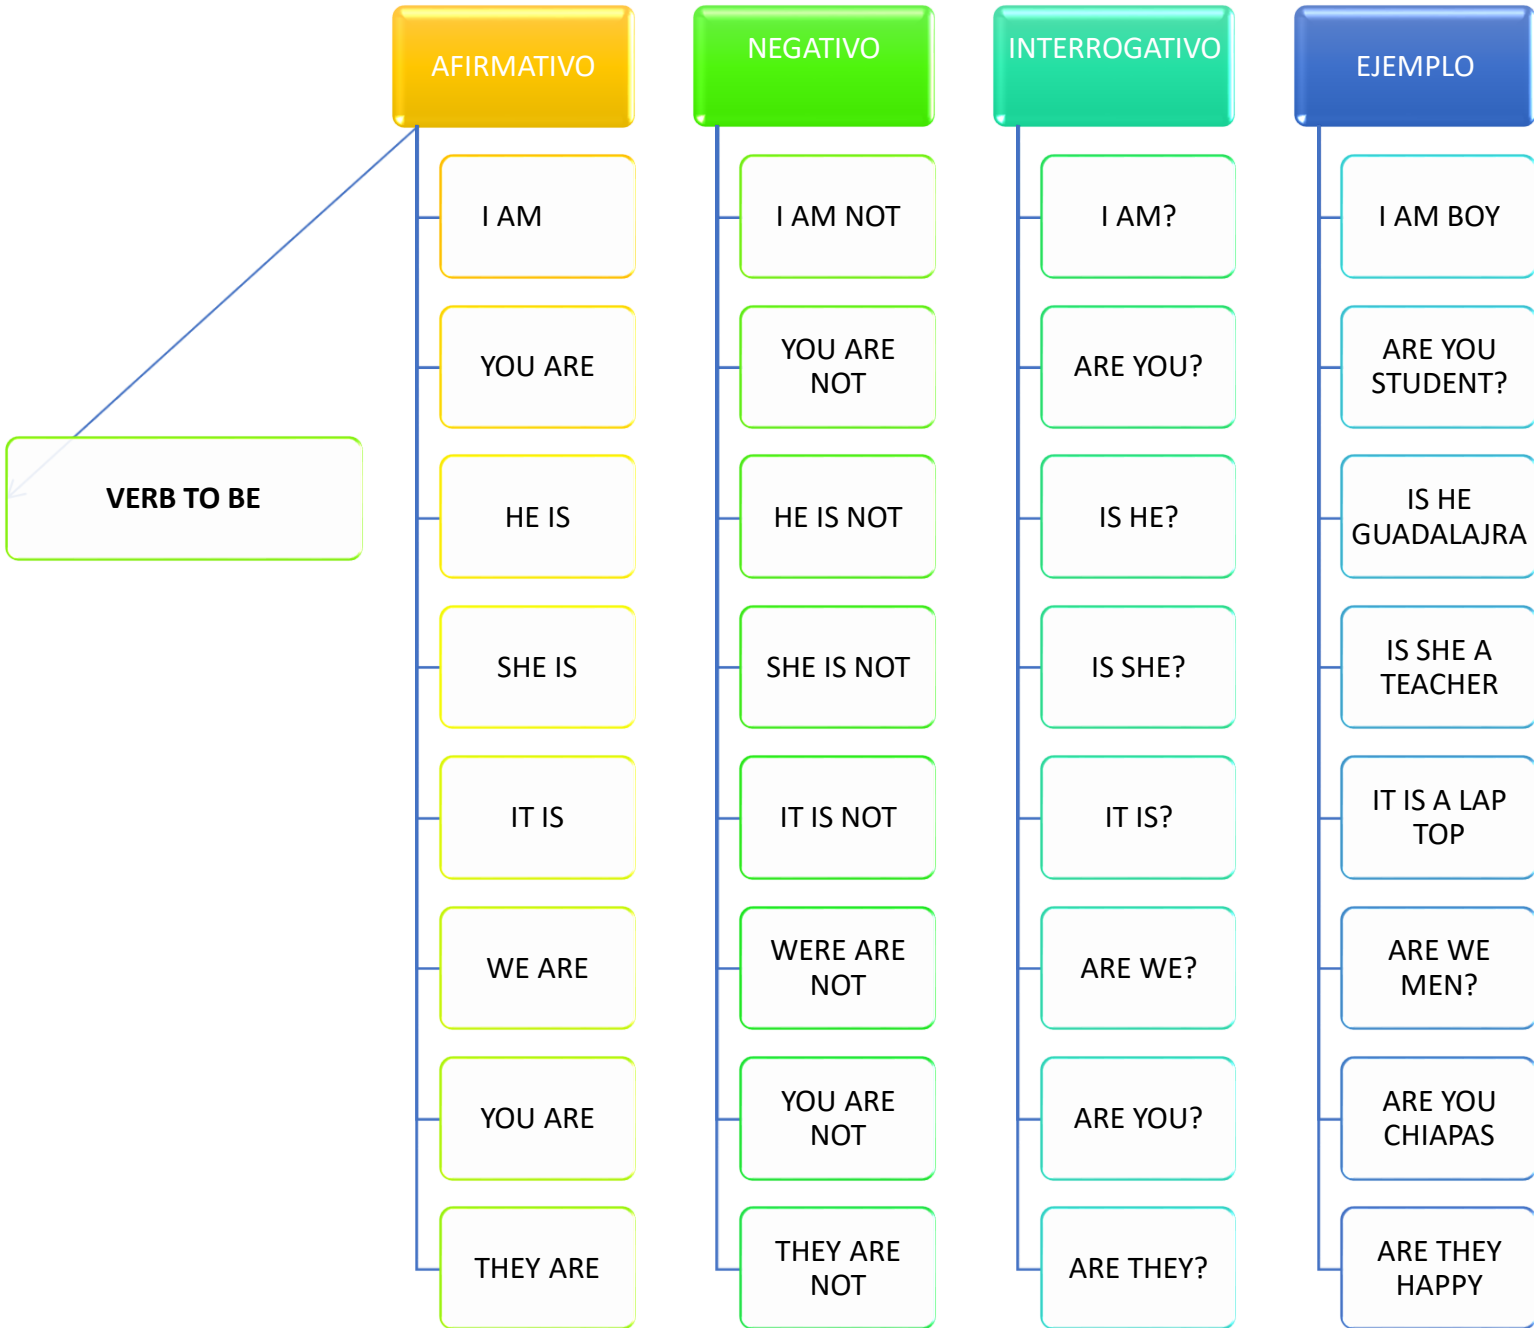 AFIRMATIVO
NEGATIVO
INTERROGATIVO
EJEMPLO
I AM
I AM NOT
I AM?
I AM BOY
YOU ARE
YOU ARE
NOT
ARE YOU?
ARE YOU
STUDENT?
VERB TO BE
HE IS
HE IS NOT
IS HE?
IS HE
GUADALAJRA
SHE IS
SHE IS NOT
IS SHE?
IS SHE A
TEACHER
IT IS
IT IS NOT
IT IS?
IT IS A LAP
TOP
WE ARE
WERE ARE
NOT
ARE WE?
ARE WE
MEN?
YOU ARE
YOU ARE
NOT
ARE YOU?
ARE YOU
CHIAPAS
THEY ARE
THEY ARE
NOT
ARE THEY?
ARE THEY
HAPPY